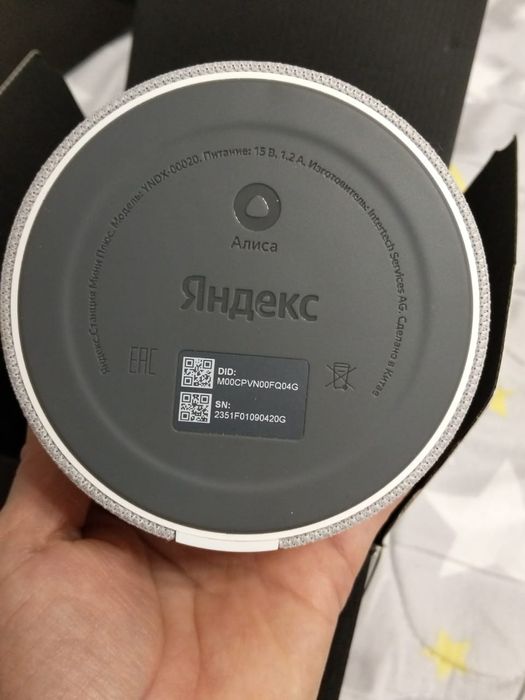 Яндекс.Станция Мини Плюс. Модель: YNDX-00020. Питание: 15 В, 1.2 A. Изготовитель: Intertech Services AG. Сделано в Китае
Алиса
Яндекс
EAC
DID:
M00CPVN00FQ04G
SN:
2351F01090420G